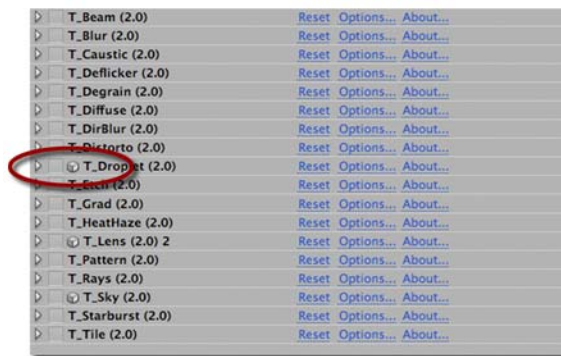 T_Beam (2.0) Reset Options... About...
T_Blur (2.0) Reset Options... About...
T_Caustic (2.0) Reset Options... About...
T_Deflicker (2.0) Reset Options... About...
T_Degrain (2.0) Reset Options... About...
T_Diffuse (2.0) Reset Options... About...
T_DirBlur (2.0) Reset Options... About...
T_Distorto (2.0) Reset Options... About...
T_Droplet (2.0) Reset Options... About...
T_Etch (2.0) Reset Options... About...
T_Grad (2.0) Reset Options... About...
T_HeatHaze (2.0) Reset Options... About...
T_Lens (2.0) 2 Reset Options... About...
T_Pattern (2.0) Reset Options... About...
T_Rays (2.0) Reset Options... About...
T_Sky (2.0) Reset Options... About...
T_Starburst (2.0) Reset Options... About...
T_Tile (2.0) Reset Options... About...